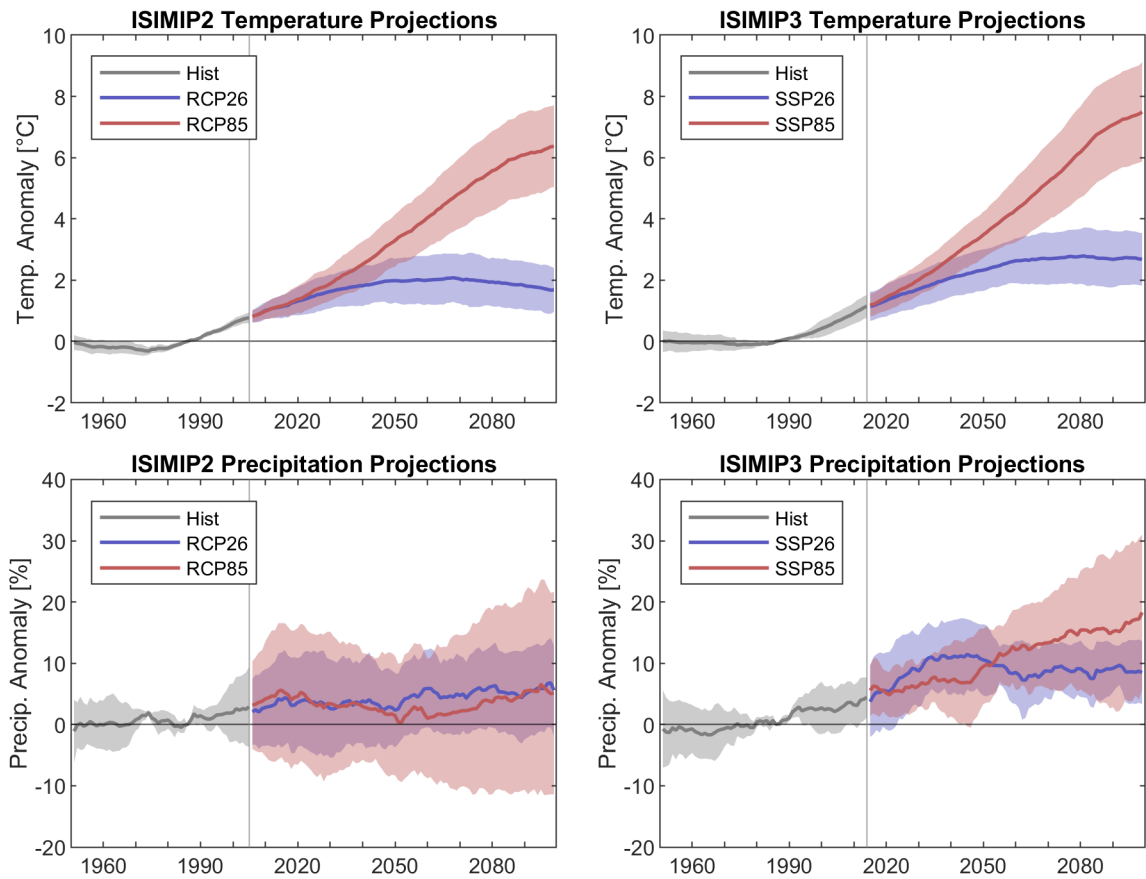 ISIMIP2 Temperature Projections
Temp. Anomaly [°C]
10
8
6
4
2
0
-2
Hist
RCP26
RCP85
1960 1990 2020 2050 2080
ISIMIP3 Temperature Projections
Temp. Anomaly [°C]
10
8
6
4
2
0
-2
Hist
SSP26
SSP85
1960 1990 2020 2050 2080
ISIMIP2 Precipitation Projections
Precip. Anomaly [%]
40
30
20
10
0
-10
-20
Hist
RCP26
RCP85
1960 1990 2020 2050 2080
ISIMIP3 Precipitation Projections
Precip. Anomaly [%]
40
30
20
10
0
-10
-20
Hist
SSP26
SSP85
1960 1990 2020 2050 2080